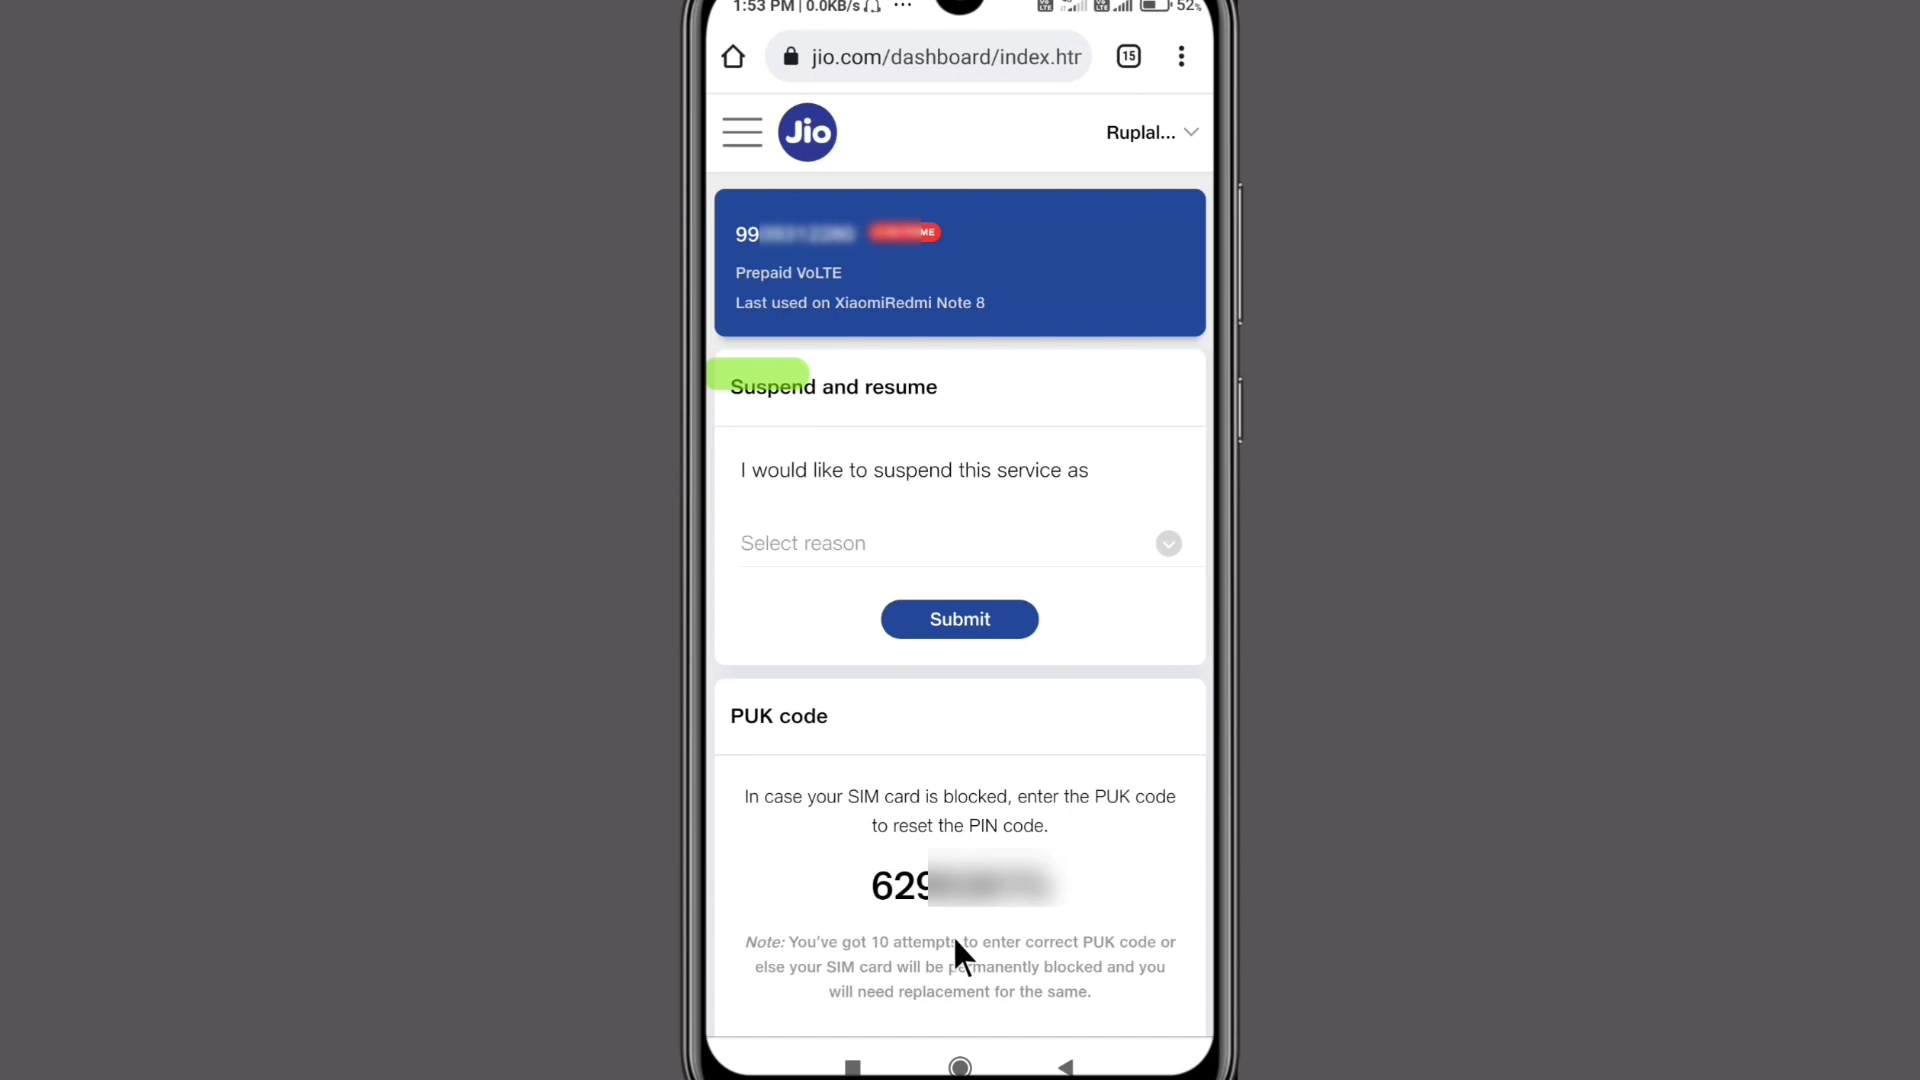 1:53 PM | 0.0KB/s ... 52%
jio.com/dashboard/index.htr 15
Jio Ruplal...
99 ME
Prepaid VoLTE
Last used on XiaomiRedmi Note 8
Suspend and resume
I would like to suspend this service as
Select reason
Submit
PUK code
In case your SIM card is blocked, enter the PUK code
to reset the PIN code.
629
Note: You've got 10 attempts to enter correct PUK code or
else your SIM card will be permanently blocked and you
will need replacement for the same.